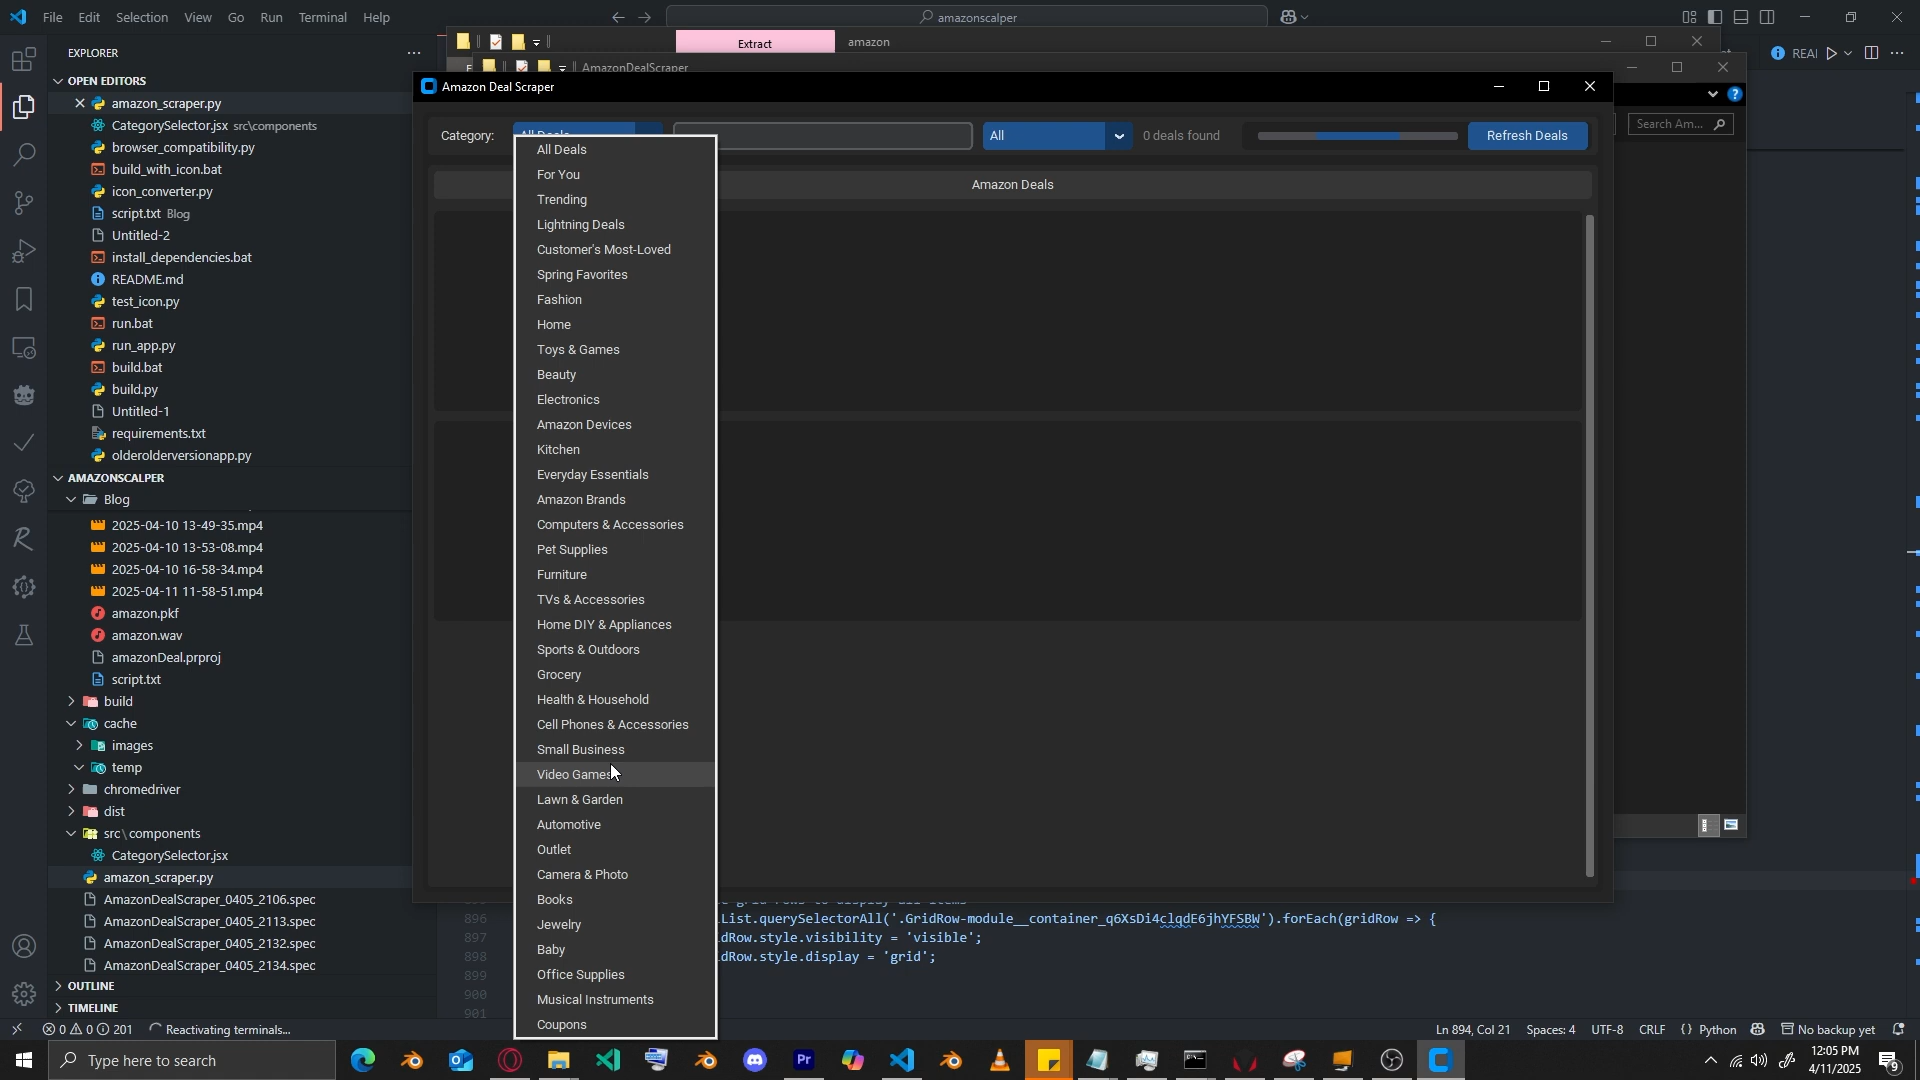 File Edit Selection View Go Run Terminal Help
amazonscalper
EXPLORER
Extract
amazon
AmazonDealScraper
REAI
OPEN EDITORS
amazon_scraper.py
CategorySelector.jsx src\components
browser_compatibility.py
build_with_icon.bat
icon_converter.py
script.txt Blog
Untitled-2
install_dependencies.bat
README.md
test_icon.py
run.bat
run_app.py
build.bat
build.py
Untitled-1
requirements.txt
olderolderversionapp.py
AMAZONSCALPER
Blog
2025-04-10 13-49-35.mp4
2025-04-10 13-53-08.mp4
2025-04-10 16-58-34.mp4
2025-04-11 11-58-51.mp4
amazon.pkf
amazon.wav
amazonDeal.prproj
script.txt
build
cache
images
temp
chromedriver
dist
src\components
CategorySelector.jsx
amazon_scraper.py
AmazonDealScraper_0405_2106.spec
AmazonDealScraper_0405_2113.spec
AmazonDealScraper_0405_2132.spec
AmazonDealScraper_0405_2134.spec
OUTLINE
TIMELINE
Amazon Deal Scraper
Search Am...
Category:
All
0 deals found
Refresh Deals
Amazon Deals
All Deals
For You
Trending
Lightning Deals
Customer's Most-Loved
Spring Favorites
Fashion
Home
Toys & Games
Beauty
Electronics
Amazon Devices
Kitchen
Everyday Essentials
Amazon Brands
Computers & Accessories
Pet Supplies
Furniture
TVs & Accessories
Home DIY & Appliances
Sports & Outdoors
Grocery
Health & Household
Cell Phones & Accessories
Small Business
Video Games
Lawn & Garden
Automotive
Outlet
Camera & Photo
Books
Jewelry
Baby
Office Supplies
Musical Instruments
Coupons
896 List.querySelectorAll('.GridRow-module__container_q6XsDi4clqdE6jhYFSBW').forEach(gridRow => {
897 dRow.style.visibility = 'visible';
898 dRow.style.display = 'grid';
899
900
901
0 0 201 Reactivating terminals...
Ln 894, Col 21 Spaces: 4 UTF-8 CRLF {} Python No backup yet
Type here to search
Pr
12:05 PM
4/11/2025
9